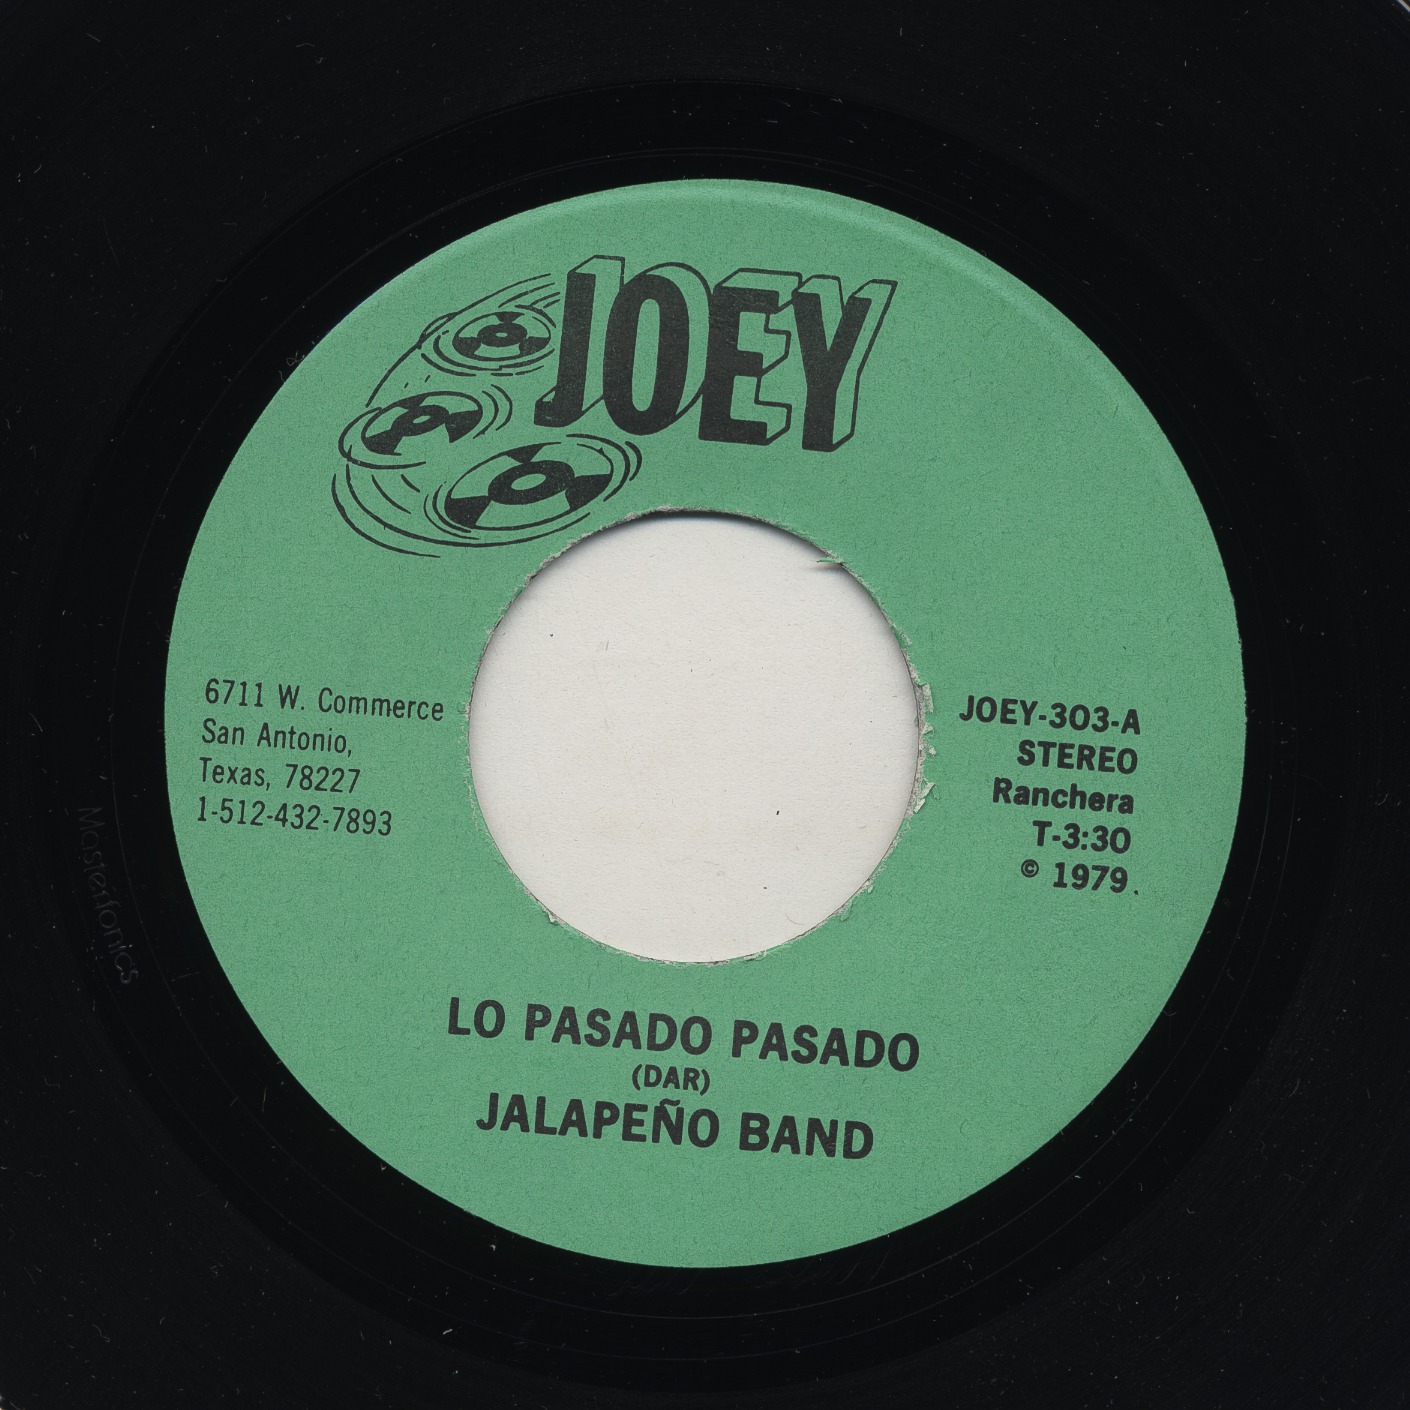 JOEY
6711 W. Commerce
San Antonio,
Texas, 78227
1-512-432-7893
JOEY-303-A
STEREO
Ranchera
T-3:30
© 1979.
LO PASADO PASADO
(DAR)
JALAPEÑO BAND
Masterfonics